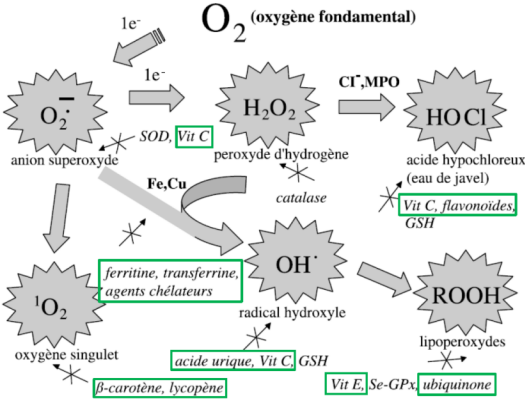 O2 (oxygène fondamental)
1e-
1e-
O2∸
anion superoxyde
SOD, Vit C
H2O2
peroxyde d'hydrogène
catalase
Cl-,MPO
HOCl
acide hypochloreux
(eau de javel)
Vit C, flavonoïdes,
GSH
Fe,Cu
ferritine, transferrine,
agents chélateurs
1O2
oxygène singulet
β-carotène, lycopène
OH·
radical hydroxyle
acide urique, Vit C, GSH
ROOH
lipoperoxydes
Vit E, Se-GPx, ubiquinone